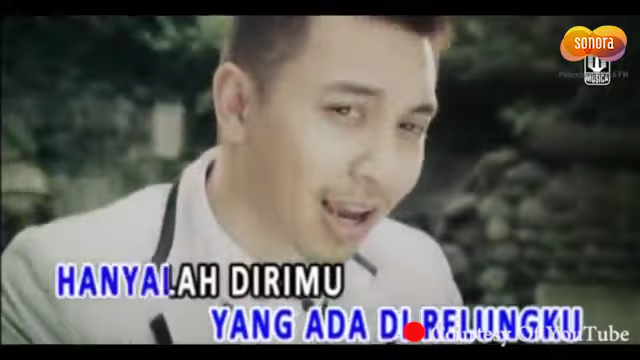 sonora
MUSICA
HANYALAH DIRIMU
YANG ADA DI RELUNGKU
Courtesy Of YouTube